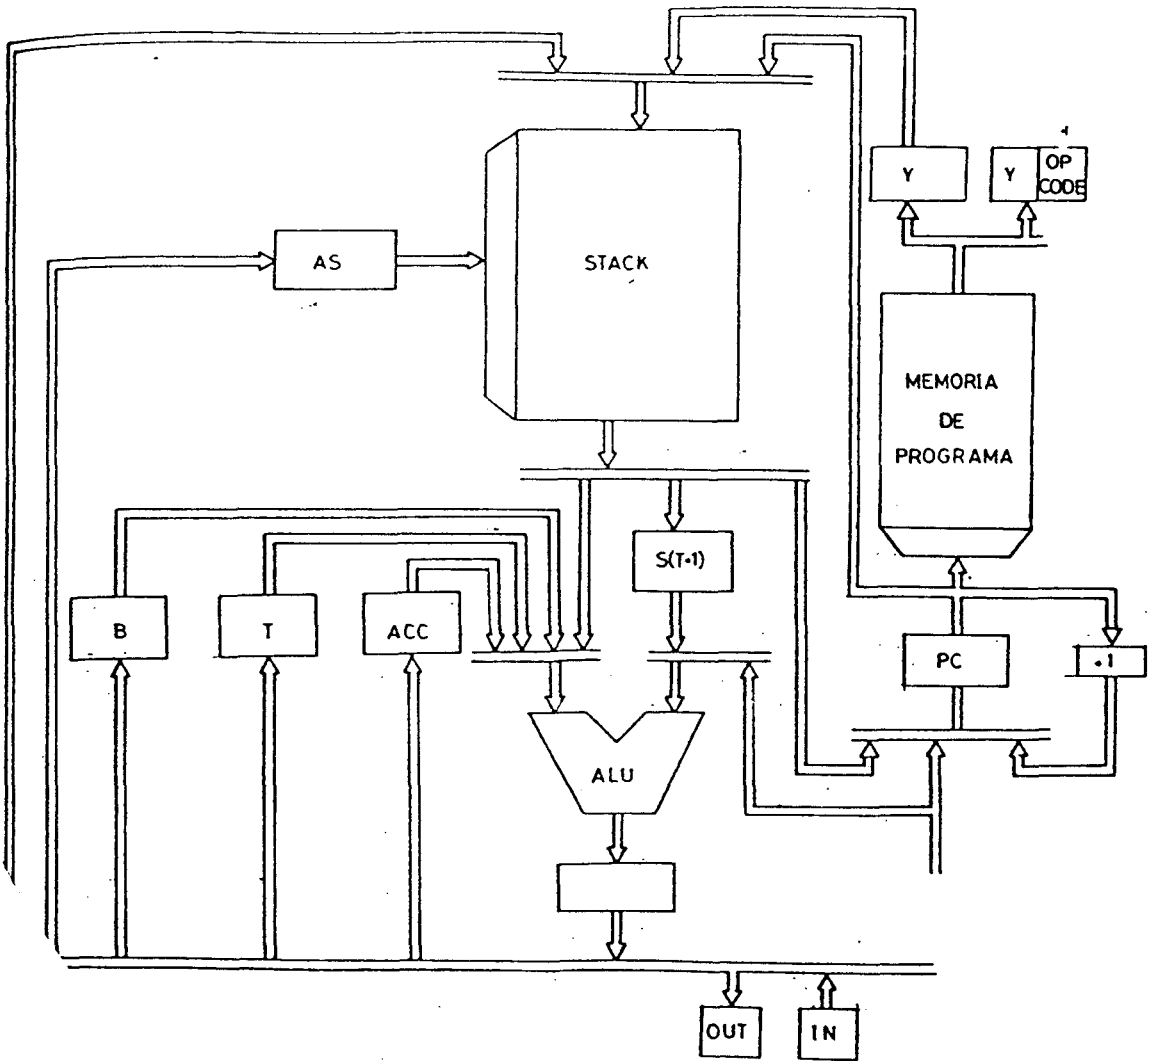 Y
Y
OP
CODE
AS
STACK
MEMORIA
DE
PROGRAMA
S(T+1)
B
T
ACC
PC
+1
ALU
OUT
IN